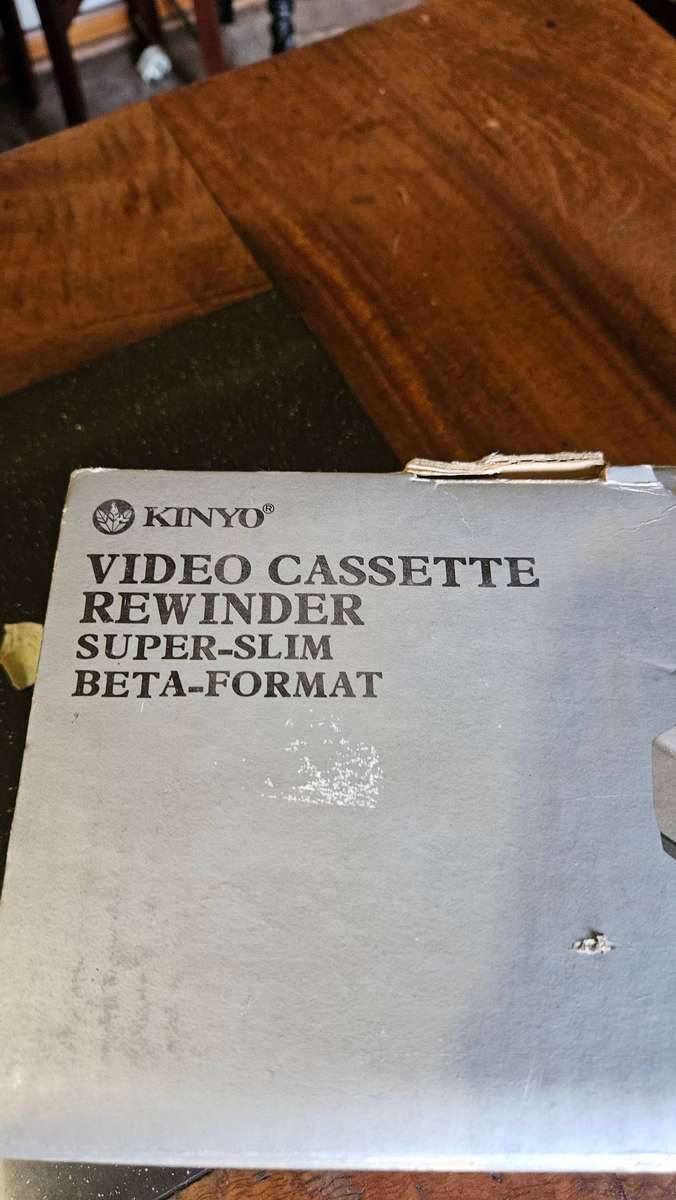 KINYO®
VIDEO CASSETTE
REWINDER
SUPER-SLIM
BETA-FORMAT